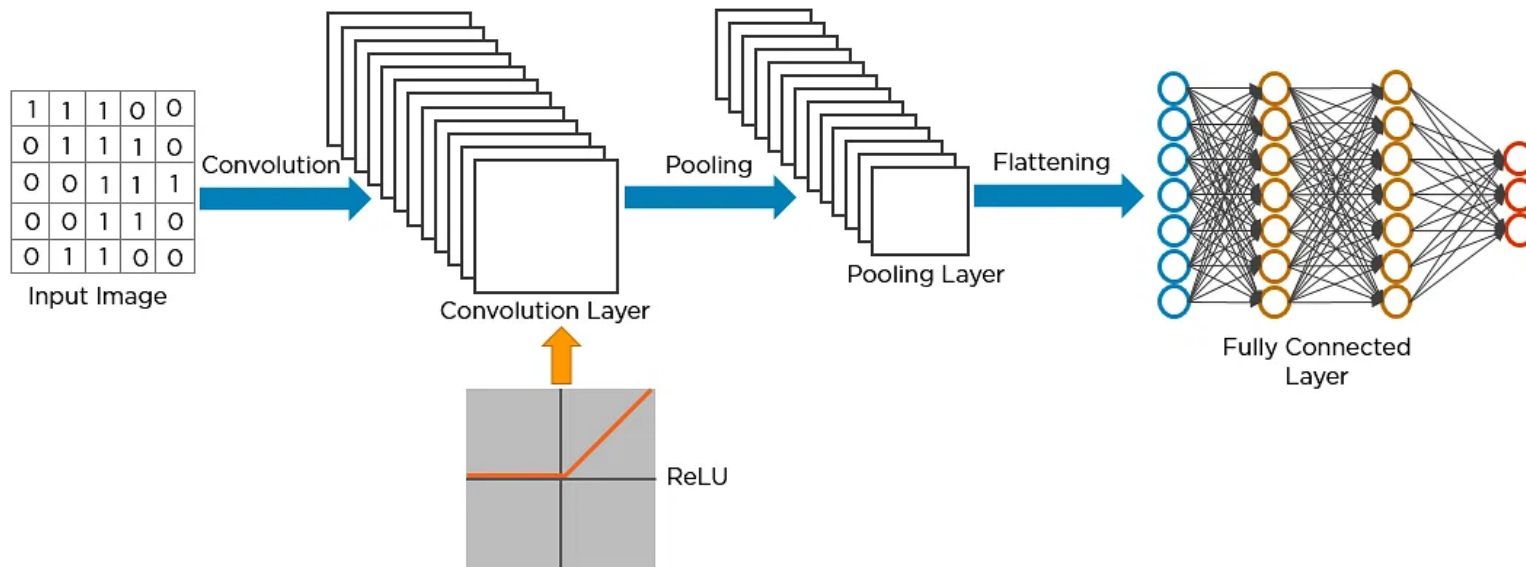 1 1 1 0 0
0 1 1 1 0
0 0 1 1 1
0 0 1 1 0
0 1 1 0 0
Input Image
Convolution
Convolution Layer
ReLU
Pooling
Pooling Layer
Flattening
Fully Connected
Layer